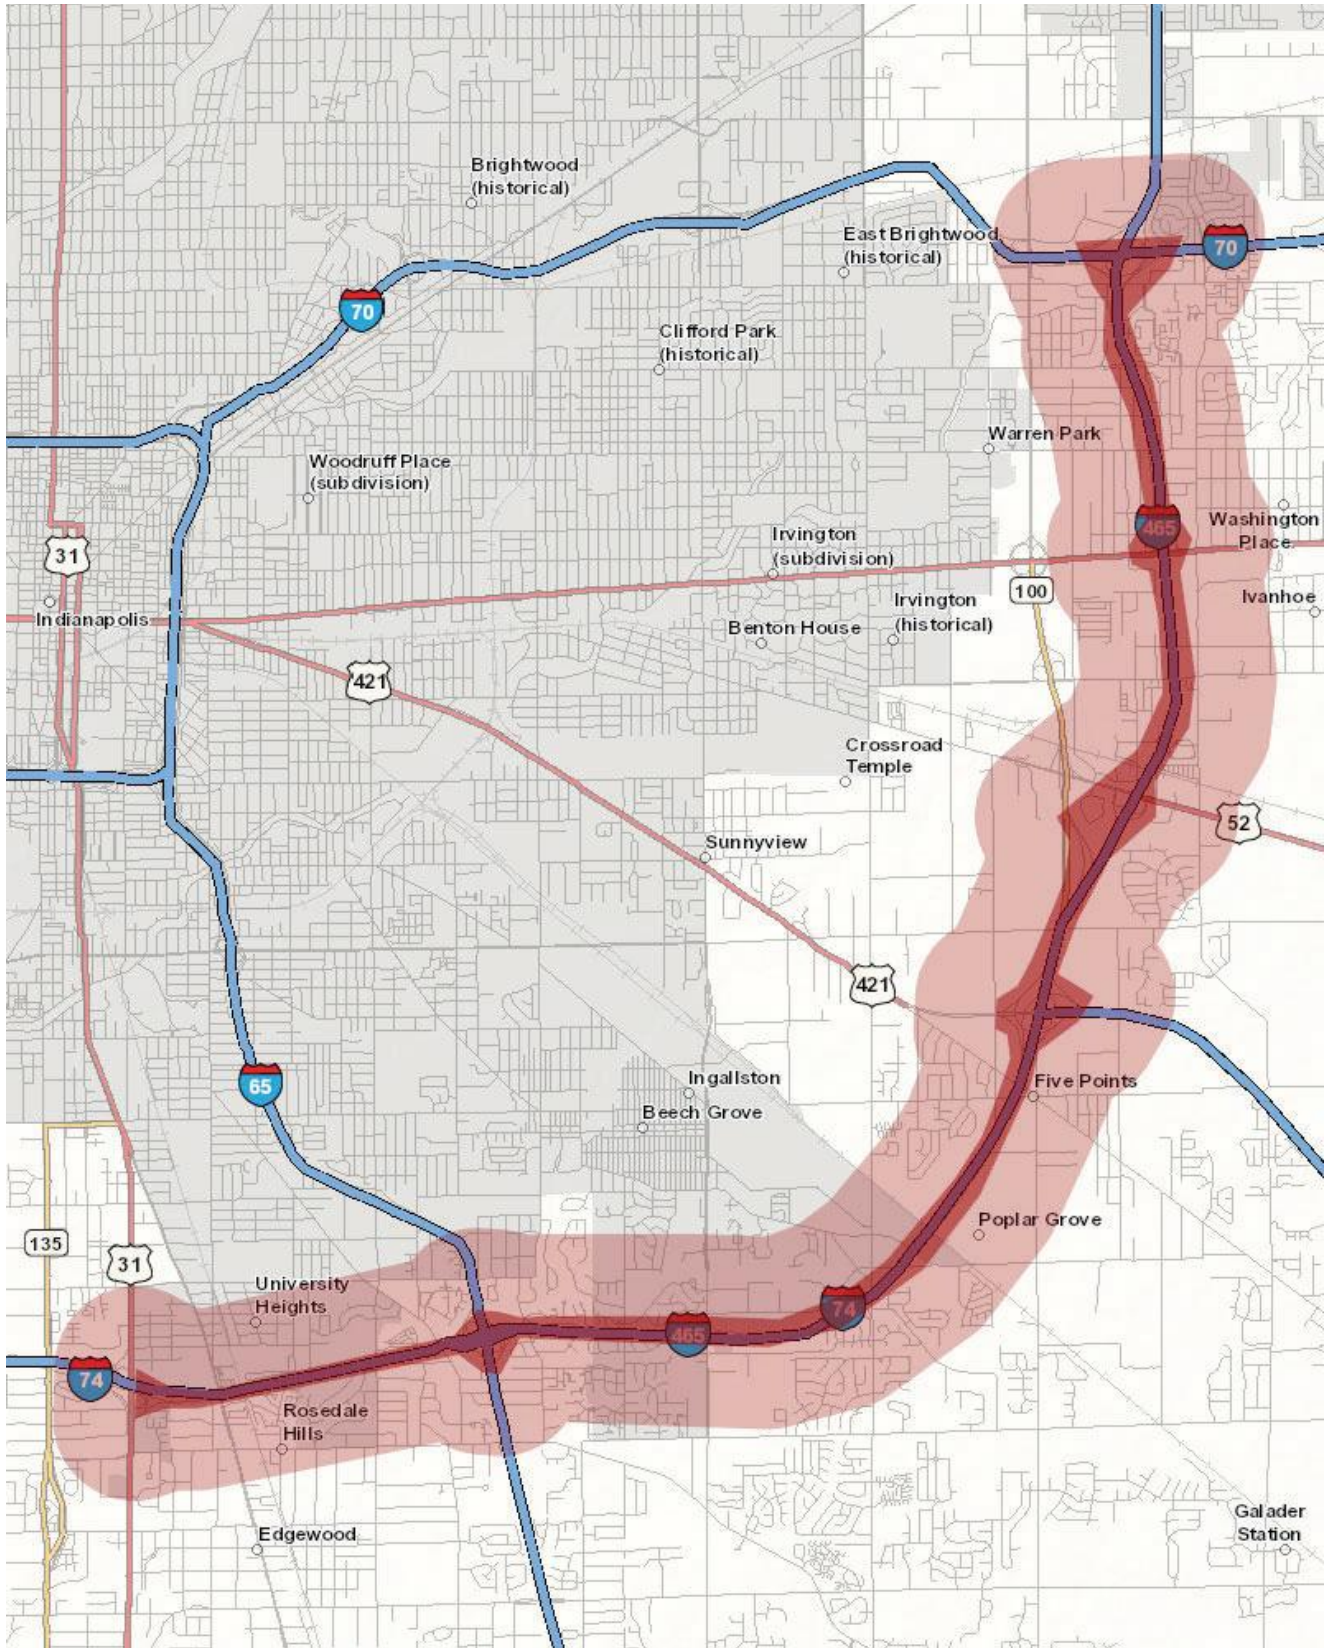 Brightwood
(historical)
East Brightwood
(historical)
70
70
Clifford Park
(historical)
Warren Park
Woodruff Place
(subdivision)
465
Washington
Place
31
Irvington
(subdivision)
100
Irvington
(historical)
Ivanhoe
Indianapolis
Benton House
421
Crossroad
Temple
52
Sunnyview
421
65
Ingallston
Five Points
Beech Grove
Poplar Grove
135
31
University
Heights
74
465
74
Rosedale
Hills
Edgewood
Galader
Station